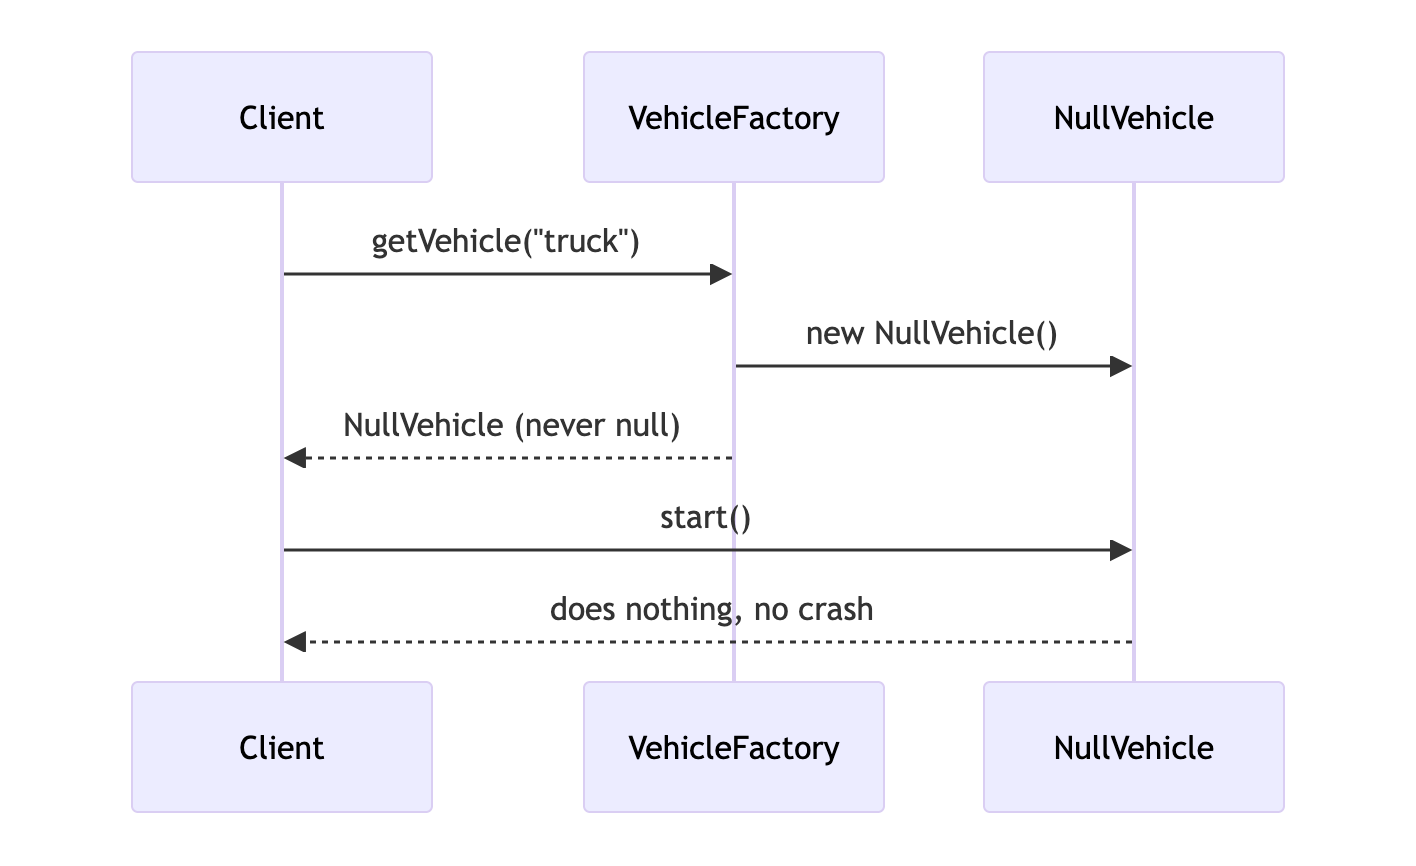 Client
VehicleFactory
NullVehicle
getVehicle("truck")
new NullVehicle()
NullVehicle (never null)
start()
does nothing, no crash
Client
VehicleFactory
NullVehicle